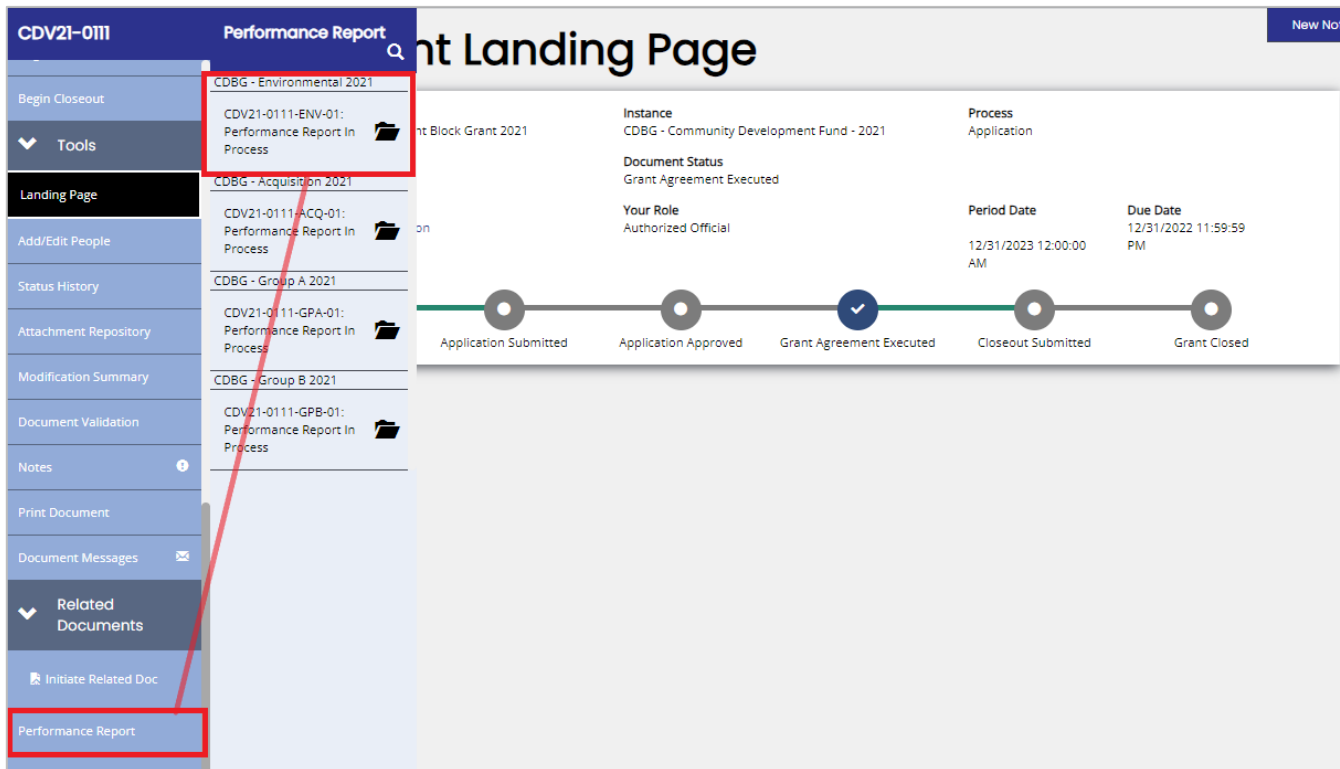 CDV21-0111
Begin Closeout
Tools
Landing Page
Add/Edit People
Status History
Attachment Repository
Modification Summary
Document Validation
Notes
Print Document
Document Messages
Related
Documents
Initiate Related Doc
Performance Report
Performance Report
CDBG - Environmental 2021
CDV21-0111-ENV-01:
Performance Report In
Process
CDBG - Acquisition 2021
CDV21-0111-ACQ-01:
Performance Report In
Process
CDBG - Group A 2021
CDV21-0111-GPA-01:
Performance Report In
Process
CDBG - Group B 2021
CDV21-0111-GPB-01:
Performance Report In
Process
nt Landing Page
New No
nt Block Grant 2021
on
Instance
CDBG - Community Development Fund - 2021
Process
Application
Document Status
Grant Agreement Executed
Your Role
Authorized Official
Period Date
12/31/2023 12:00:00
AM
Due Date
12/31/2022 11:59:59
PM
Application Submitted
Application Approved
Grant Agreement Executed
Closeout Submitted
Grant Closed